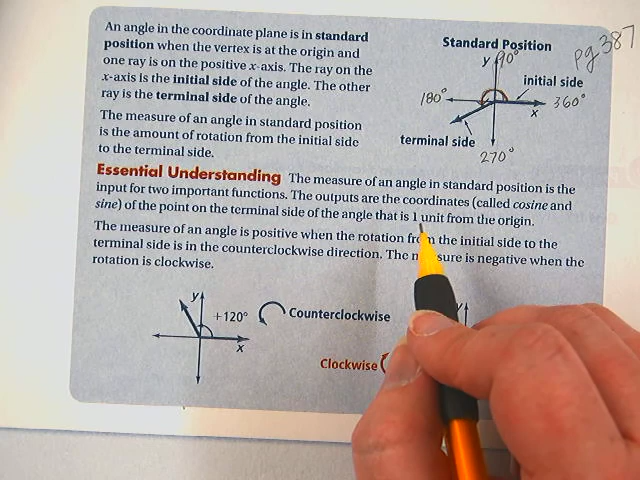 An angle in the coordinate plane is in standard
position when the vertex is at the origin and
one ray is on the positive x-axis. The ray on the
x-axis is the initial side of the angle. The other
ray is the terminal side of the angle.
The measure of an angle in standard position
is the amount of rotation from the initial side
to the terminal side.
Standard Position
pg. 387
y 90°
initial side
180°
360°
x
terminal side
270°
Essential Understanding The measure of an angle in standard position is the
input for two important functions. The outputs are the coordinates (called cosine and
sine) of the point on the terminal side of the angle that is 1 unit from the origin.
The measure of an angle is positive when the rotation from the initial side to the
terminal side is in the counterclockwise direction. The measure is negative when the
rotation is clockwise.
y
+120°
x
Counterclockwise
y
Clockwise